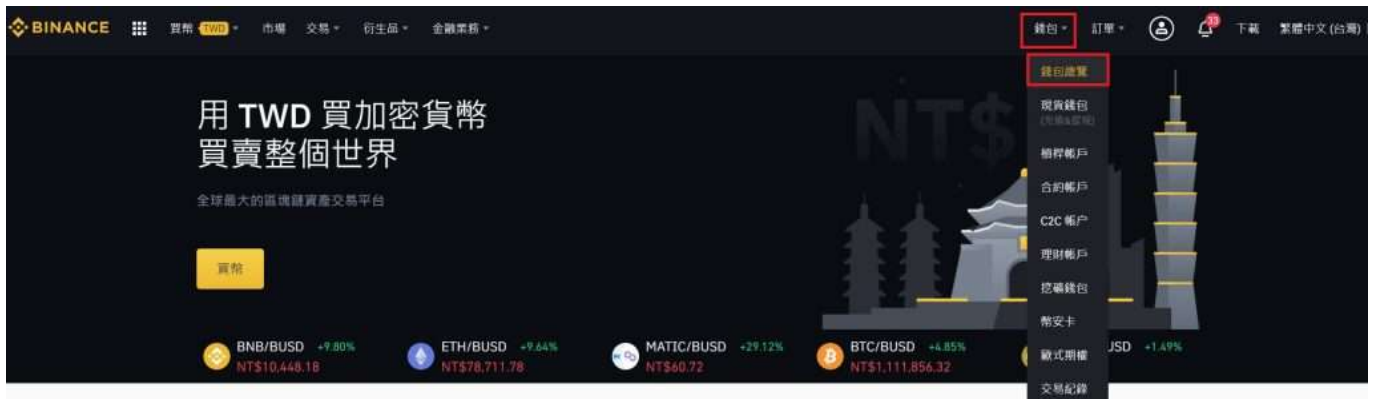 BINANCE
買幣 TWD
市場
交易
衍生品
金融業務
錢包
訂單
33
下載
繁體中文 (台灣)
錢包總覽
現貨錢包
槓桿帳戶
合約帳戶
C2C 帳户
理財帳戶
挖礦錢包
幣安卡
歐式期權
交易紀錄
用 TWD 買加密貨幣
買賣整個世界
全球最大的區塊鏈資產交易平台
買幣
NT$
BNB/BUSD +9.80%
NT$10,448.18
ETH/BUSD +9.64%
NT$78,711.78
MATIC/BUSD +29.12%
NT$60.72
BTC/BUSD +4.85%
NT$1,111,856.32
USD +1.49%